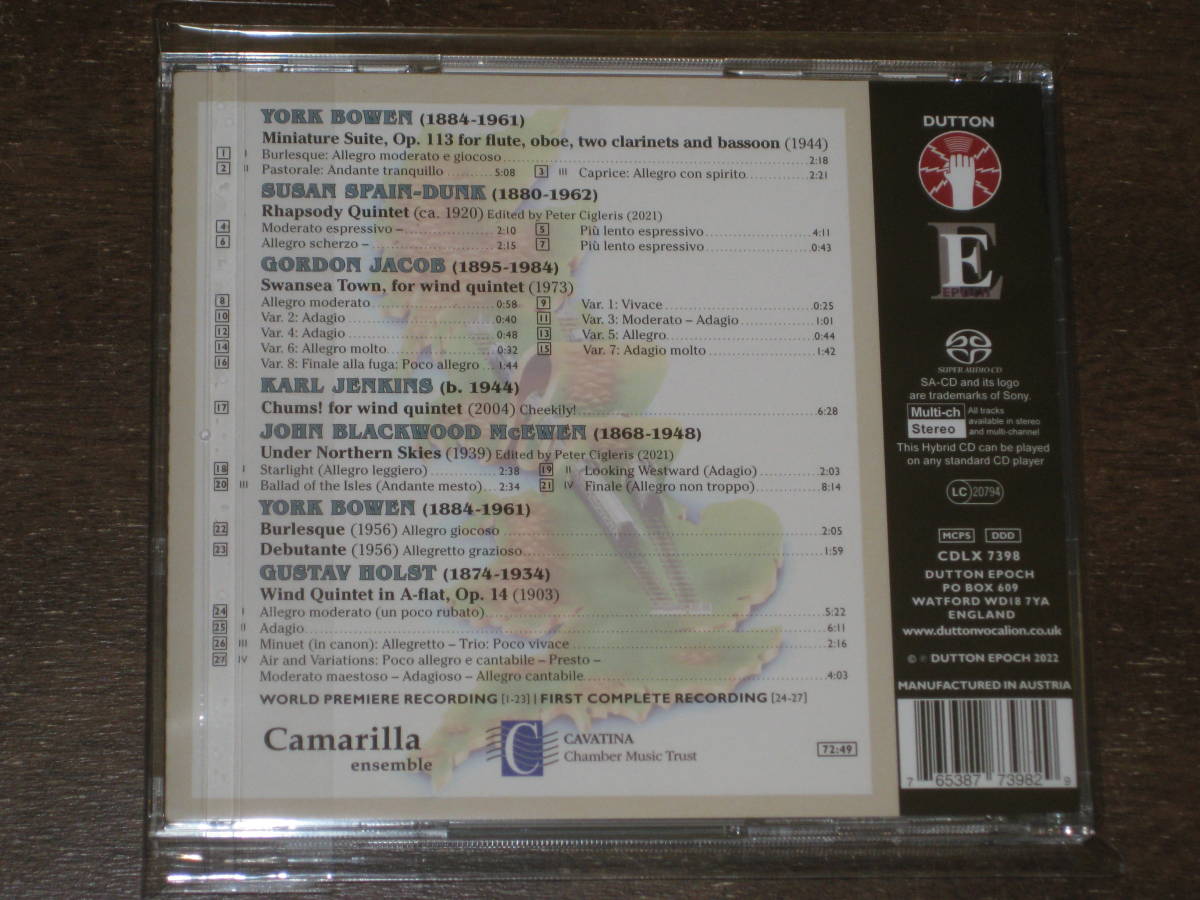 YORK BOWEN (1884-1961)
Miniature Suite, Op. 113 for flute, oboe, two clarinets and bassoon (1944)
1 I Burlesque: Allegro moderato e giocoso 2:18
2 II Pastorale: Andante tranquillo 5:08 3 III Caprice: Allegro con spirito 2:21
SUSAN SPAIN-DUNK (1880-1962)
Rhapsody Quintet (ca. 1920) Edited by Peter Cigleris (2021)
4 Moderato espressivo – 2:10 5 Più lento espressivo 4:11
6 Allegro scherzo – 2:15 7 Più lento espressivo 0:43
GORDON JACOB (1895-1984)
Swansea Town, for wind quintet (1973)
8 Allegro moderato 0:58 9 Var. 1: Vivace 0:25
10 Var. 2: Adagio 0:40 11 Var. 3: Moderato – Adagio 1:01
12 Var. 4: Adagio 0:48 13 Var. 5: Allegro 0:44
14 Var. 6: Allegro molto 0:32 15 Var. 7: Adagio molto 1:42
16 Var. 8: Finale alla fuga: Poco allegro 1:44
KARL JENKINS (b. 1944)
17 Chums! for wind quintet (2004) Cheekily! 6:28
JOHN BLACKWOOD McEWEN (1868-1948)
Under Northern Skies (1939) Edited by Peter Cigleris (2021)
18 I Starlight (Allegro leggiero) 2:38 19 II Looking Westward (Adagio) 2:03
20 III Ballad of the Isles (Andante mesto) 2:34 21 IV Finale (Allegro non troppo) 8:14
YORK BOWEN (1884-1961)
22 Burlesque (1956) Allegro giocoso 2:05
23 Debutante (1956) Allegretto grazioso 1:59
GUSTAV HOLST (1874-1934)
Wind Quintet in A-flat, Op. 14 (1903)
24 I Allegro moderato (un poco rubato) 5:22
25 II Adagio 6:11
26 III Minuet (in canon): Allegretto – Trio: Poco vivace 2:16
27 IV Air and Variations: Poco allegro e cantabile – Presto –
Moderato maestoso – Adagioso – Allegro cantabile 4:03
WORLD PREMIERE RECORDING [1-23] | FIRST COMPLETE RECORDING [24-27]
Camarilla
ensemble
C
CAVATINA
Chamber Music Trust
72:49
DUTTON
E
EPOCH
SUPER AUDIO CD
SA-CD and its logo
are trademarks of Sony.
Multi-ch
Stereo
All tracks
available in stereo
and multi-channel
This Hybrid CD can be played
on any standard CD player
LC 20794
MCPS DDD
CDLX 7398
DUTTON EPOCH
PO BOX 609
WATFORD WD18 7YA
ENGLAND
www.duttonvocalion.co.uk
© ℗ DUTTON EPOCH 2022
MANUFACTURED IN AUSTRIA
7 65387 73982 9